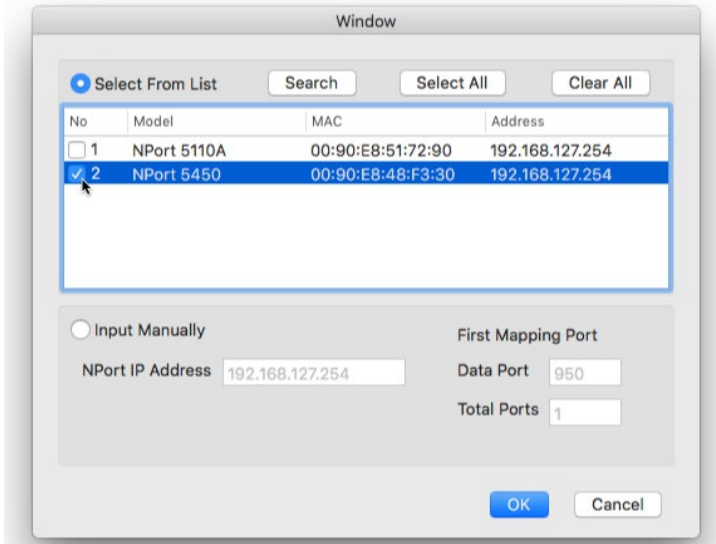 Window
Select From List Search Select All Clear All
No Model MAC Address
1 NPort 5110A 00:90:E8:51:72:90 192.168.127.254
2 NPort 5450 00:90:E8:48:F3:30 192.168.127.254
Input Manually
First Mapping Port
NPort IP Address 192.168.127.254 Data Port 950
Total Ports 1
OK Cancel